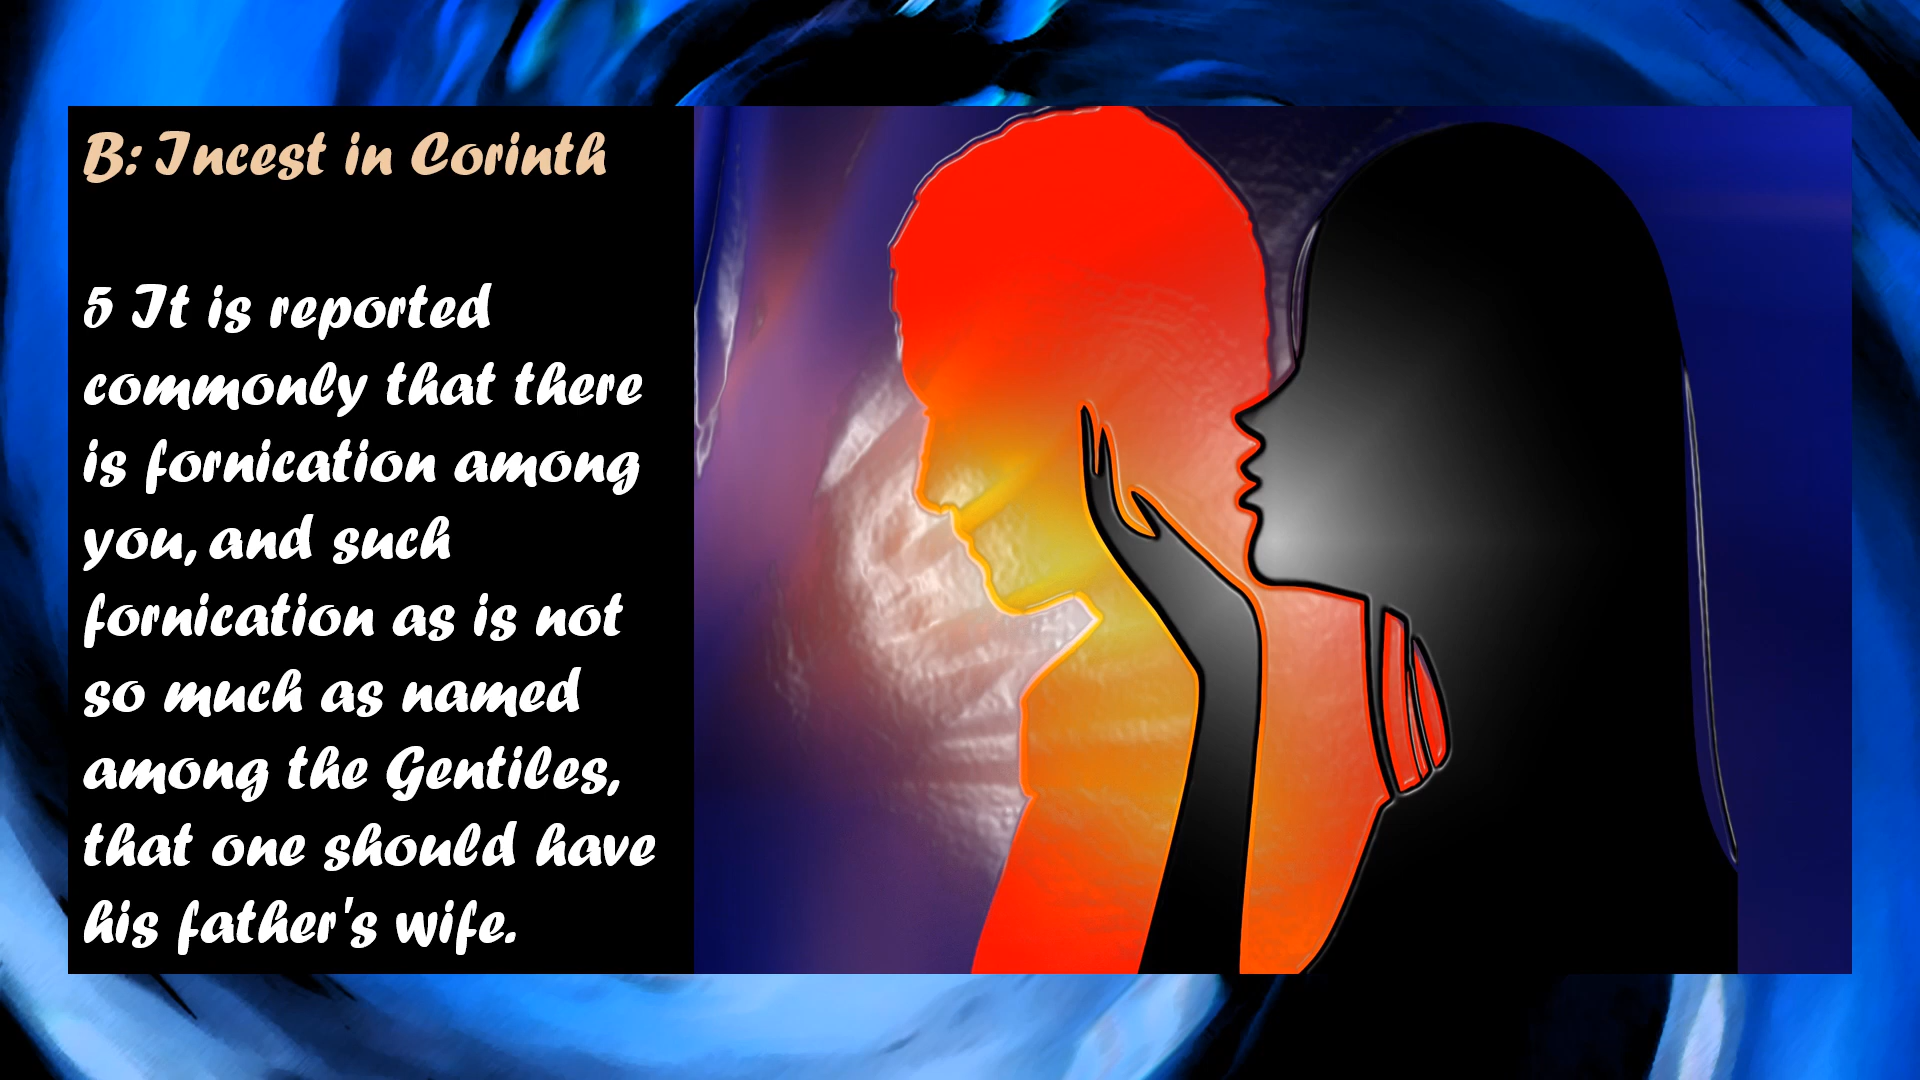 B: Incest in Corinth
5 It is reported
commonly that there
is fornication among
you, and such
fornication as is not
so much as named
among the Gentiles,
that one should have
his father's wife.